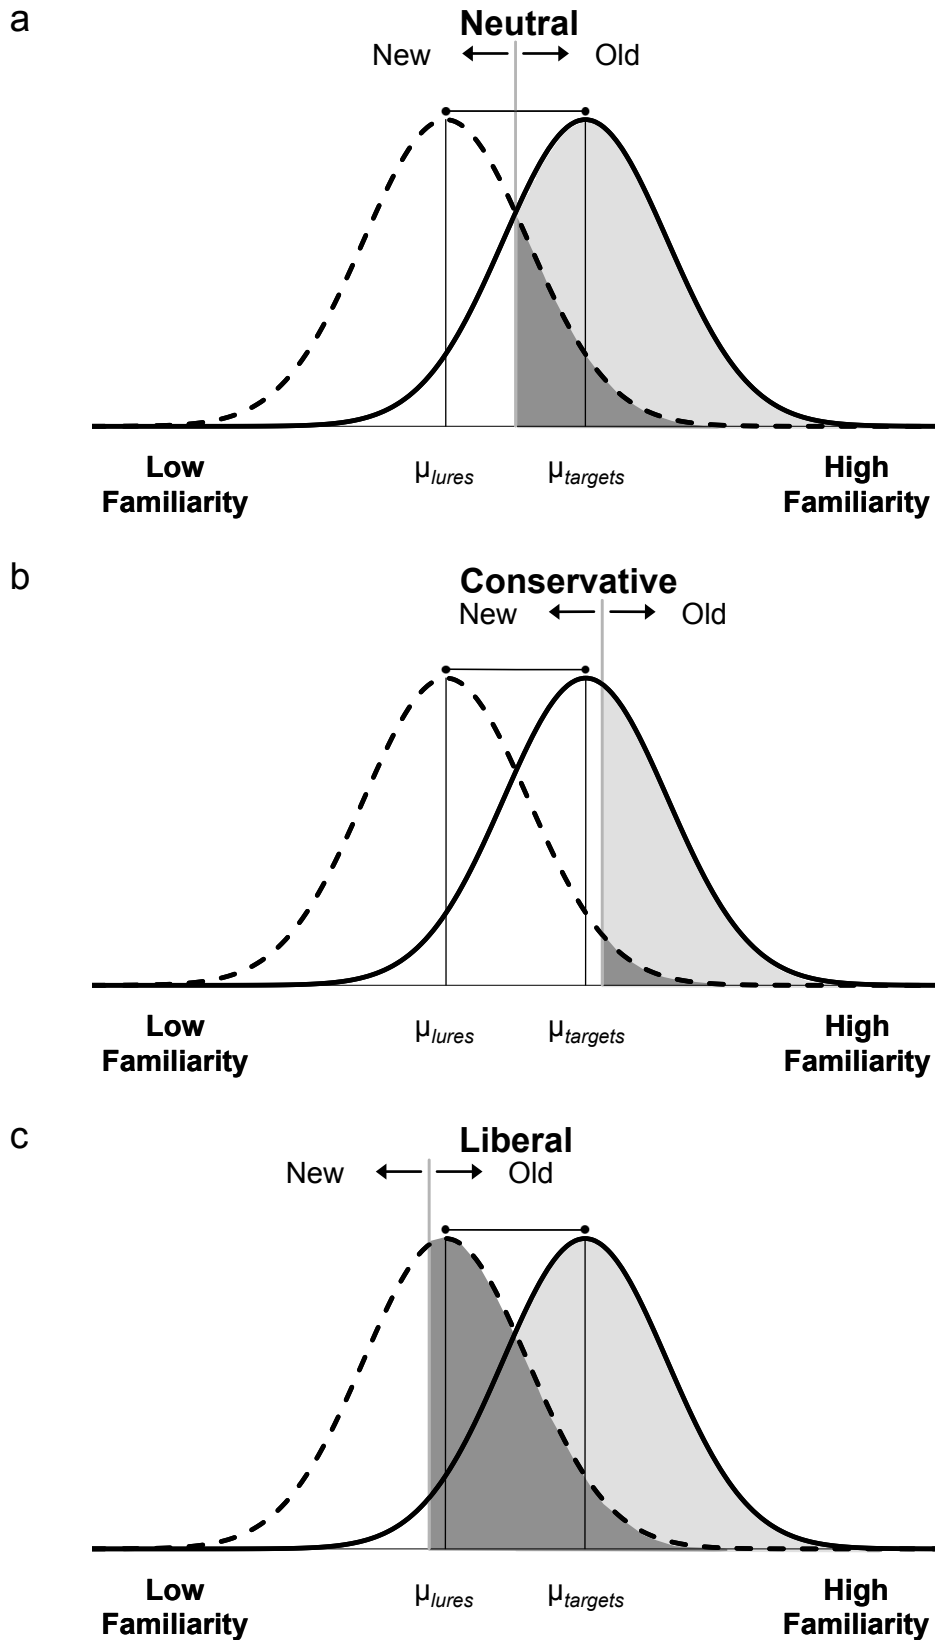 a
Neutral
New Old
Low Familiarity
μlures
μtargets
High Familiarity
b
Conservative
New Old
Low Familiarity
μlures
μtargets
High Familiarity
c
Liberal
New Old
Low Familiarity
μlures
μtargets
High Familiarity